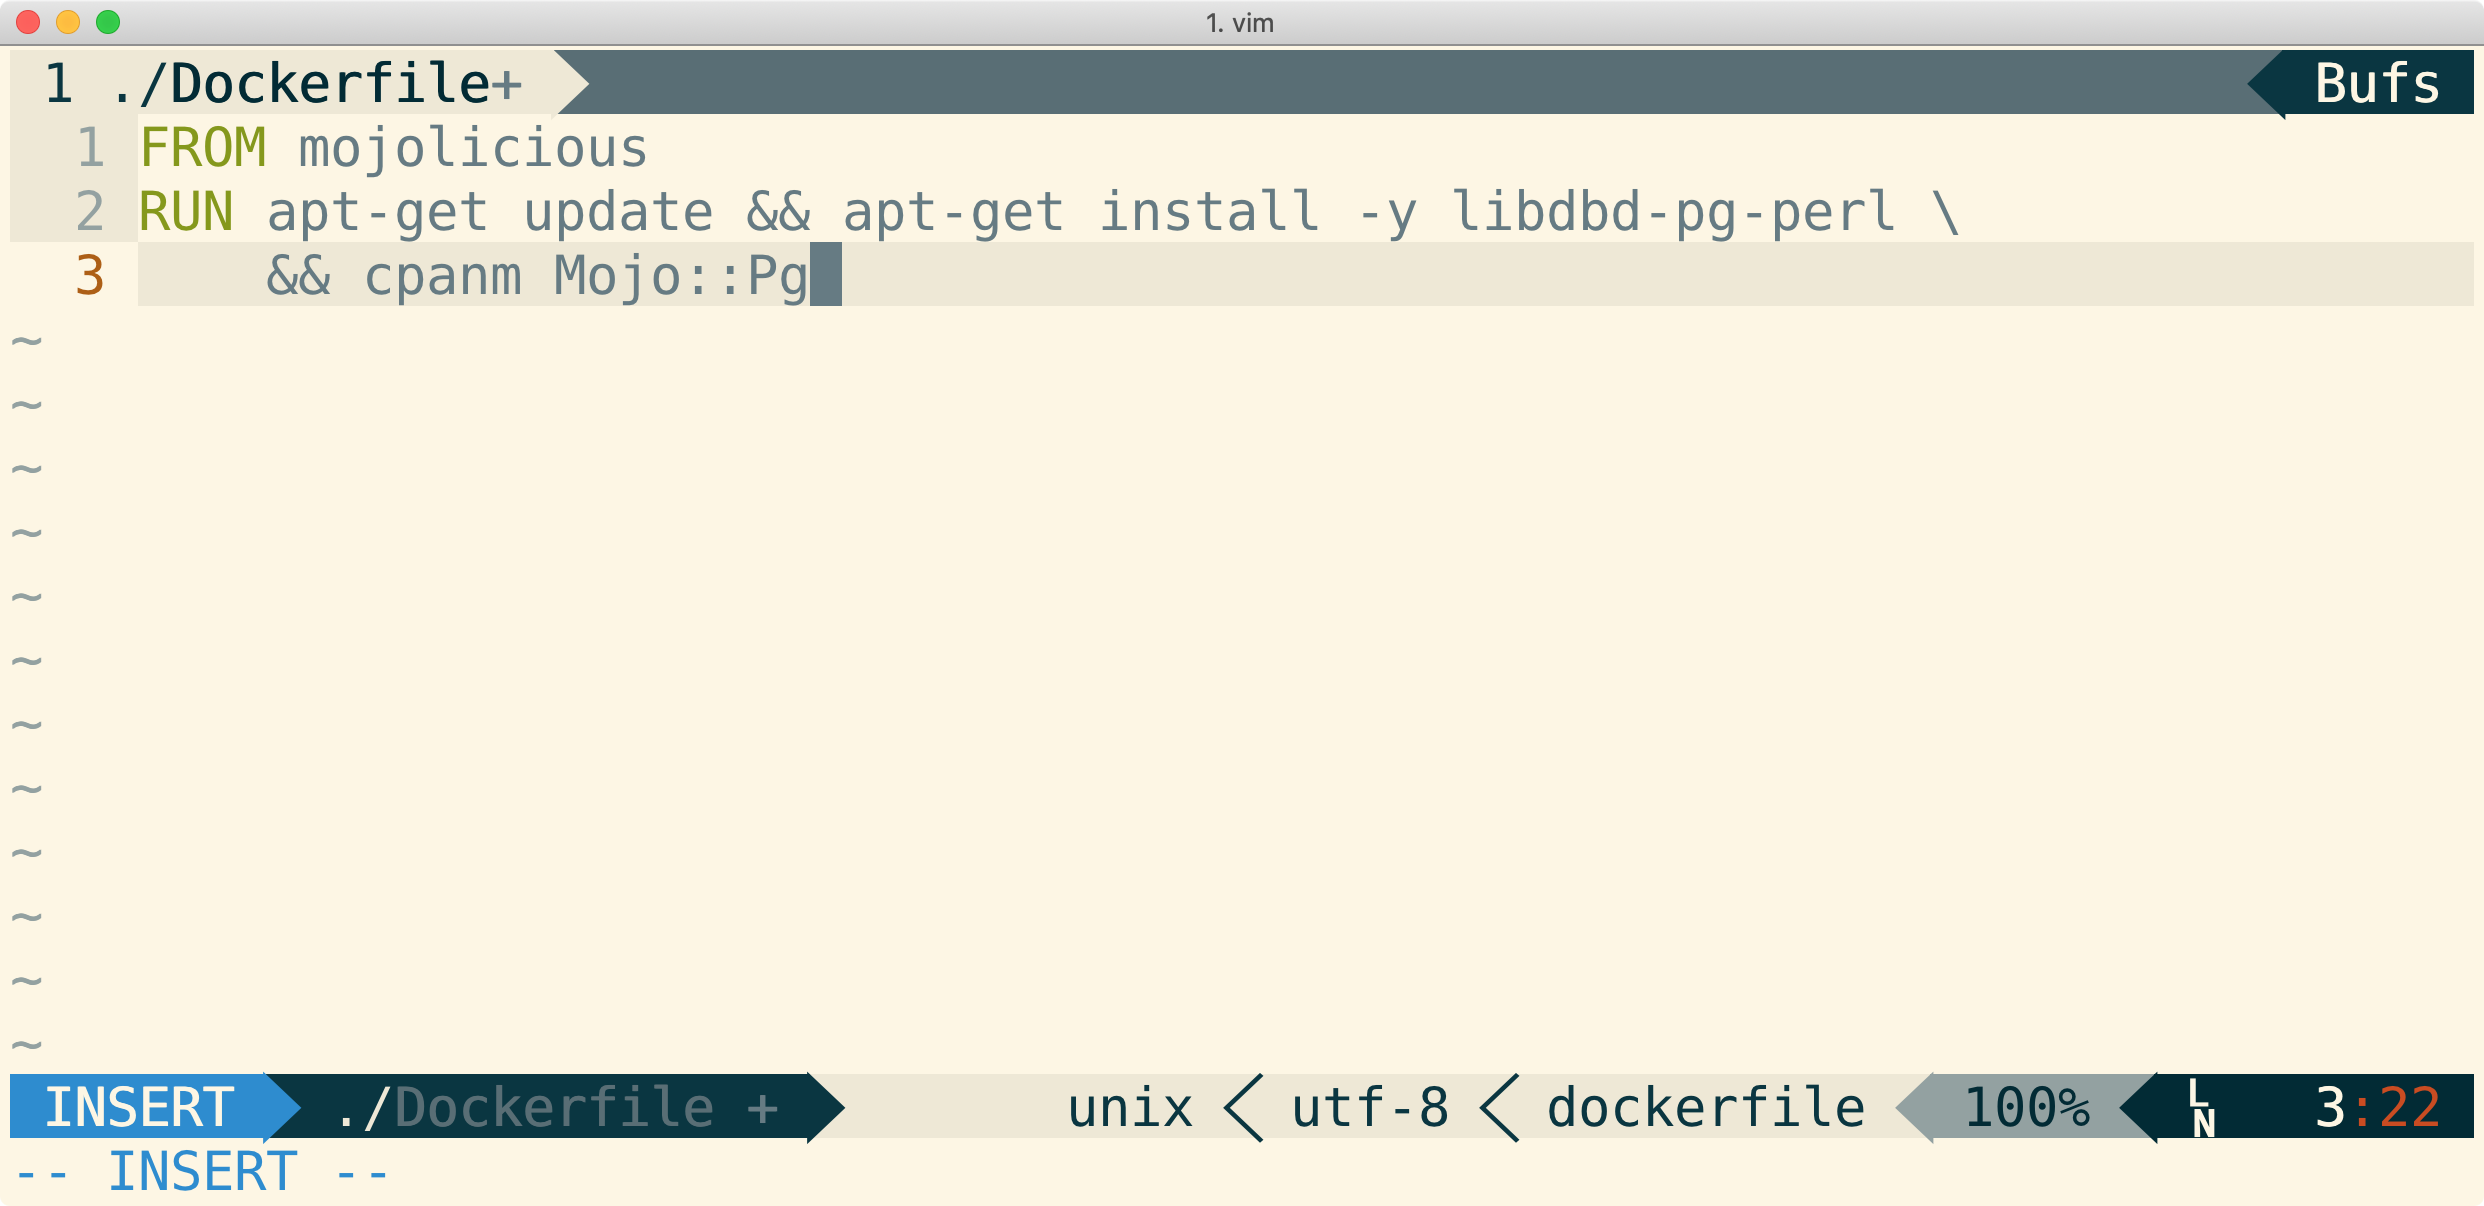 1. vim
1 ./Dockerfile+ Bufs
1 FROM mojolicious
2 RUN apt-get update && apt-get install -y libdbd-pg-perl \
3     && cpanm Mojo::Pg
~
~
~
~
~
~
~
~
~
~
~
~
INSERT ./Dockerfile + unix utf-8 dockerfile 100% LN 3:22
-- INSERT --